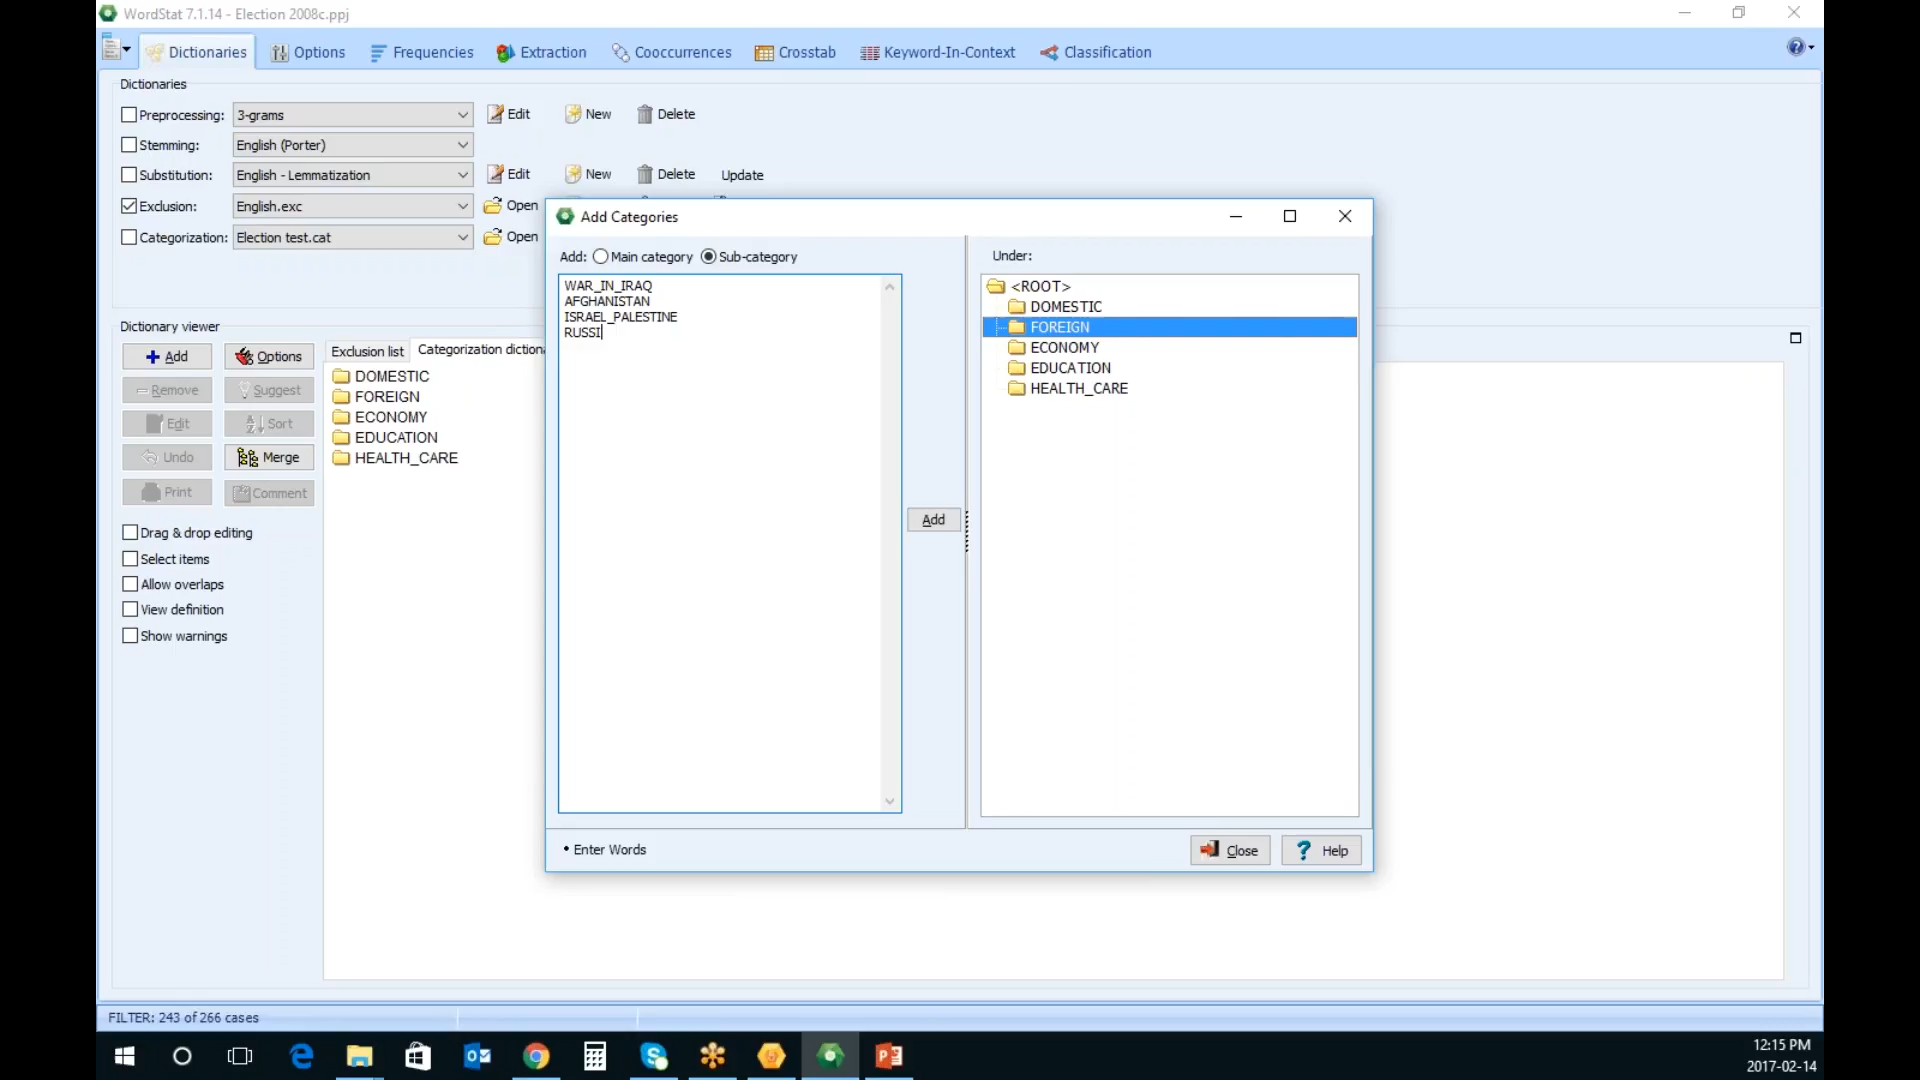 WordStat 7.1.14 - Election 2008c.ppj
Dictionaries
Options
Frequencies
Extraction
Cooccurrences
Crosstab
Keyword-In-Context
Classification
Dictionaries
Preprocessing: 3-grams Edit New Delete
Stemming: English (Porter)
Substitution: English - Lemmatization Edit New Delete Update
Exclusion: English.exc Open
Categorization: Election test.cat Open
Dictionary viewer
Add Options
Remove Suggest
Edit Sort
Undo Merge
Print Comment
Drag & drop editing
Select items
Allow overlaps
View definition
Show warnings
Exclusion list Categorization diction
DOMESTIC
FOREIGN
ECONOMY
EDUCATION
HEALTH_CARE
Add Categories
Add: Main category Sub-category
WAR_IN_IRAQ
AFGHANISTAN
ISRAEL_PALESTINE
RUSSI
Add
Under:
<ROOT>
DOMESTIC
FOREIGN
ECONOMY
EDUCATION
HEALTH_CARE
• Enter Words
Close
Help
FILTER: 243 of 266 cases
12:15 PM
2017-02-14